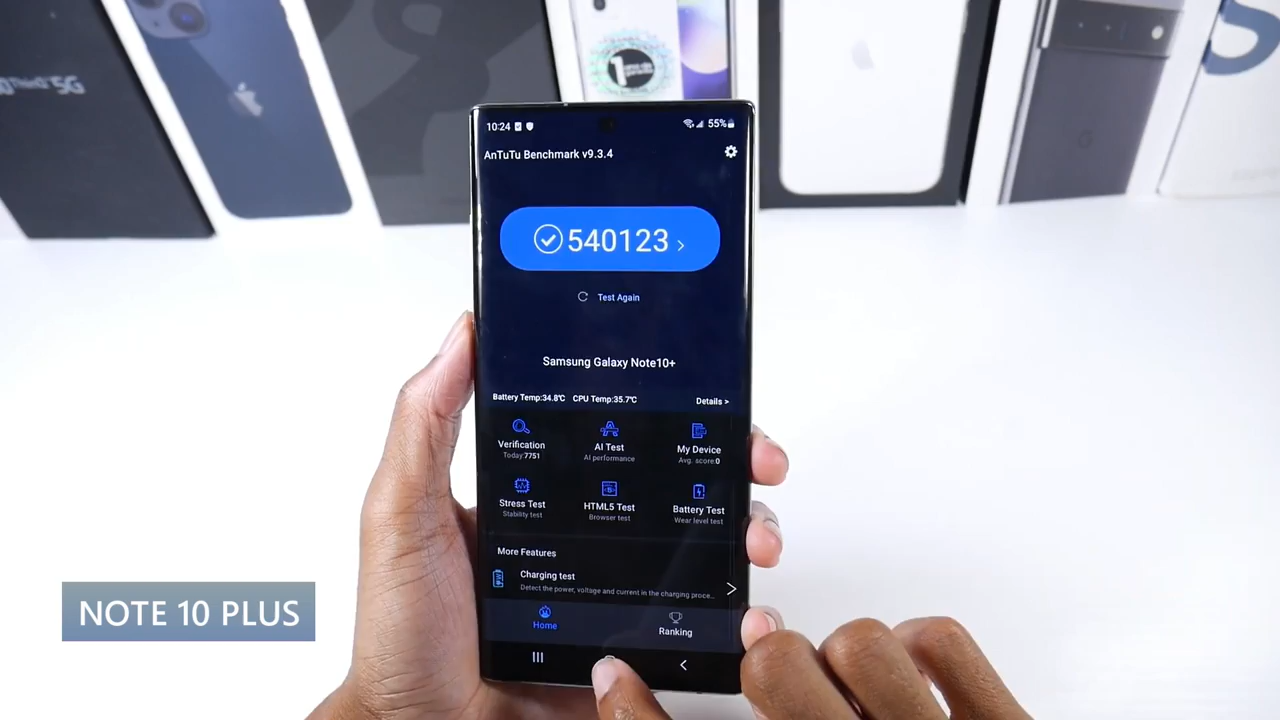 5G
1
S
10:24
55%
AnTuTu Benchmark v9.3.4
540123 >
Test Again
Samsung Galaxy Note10+
Battery Temp:34.8℃ CPU Temp:35.7℃ Details >
Verification
Today:7751
AI Test
AI performance
My Device
Avg. score:0
Stress Test
Stability test
HTML5 Test
Browser test
Battery Test
Wear level test
More Features
Charging test
Detect the power, voltage and current in the charging proce...
Home
Ranking
NOTE 10 PLUS